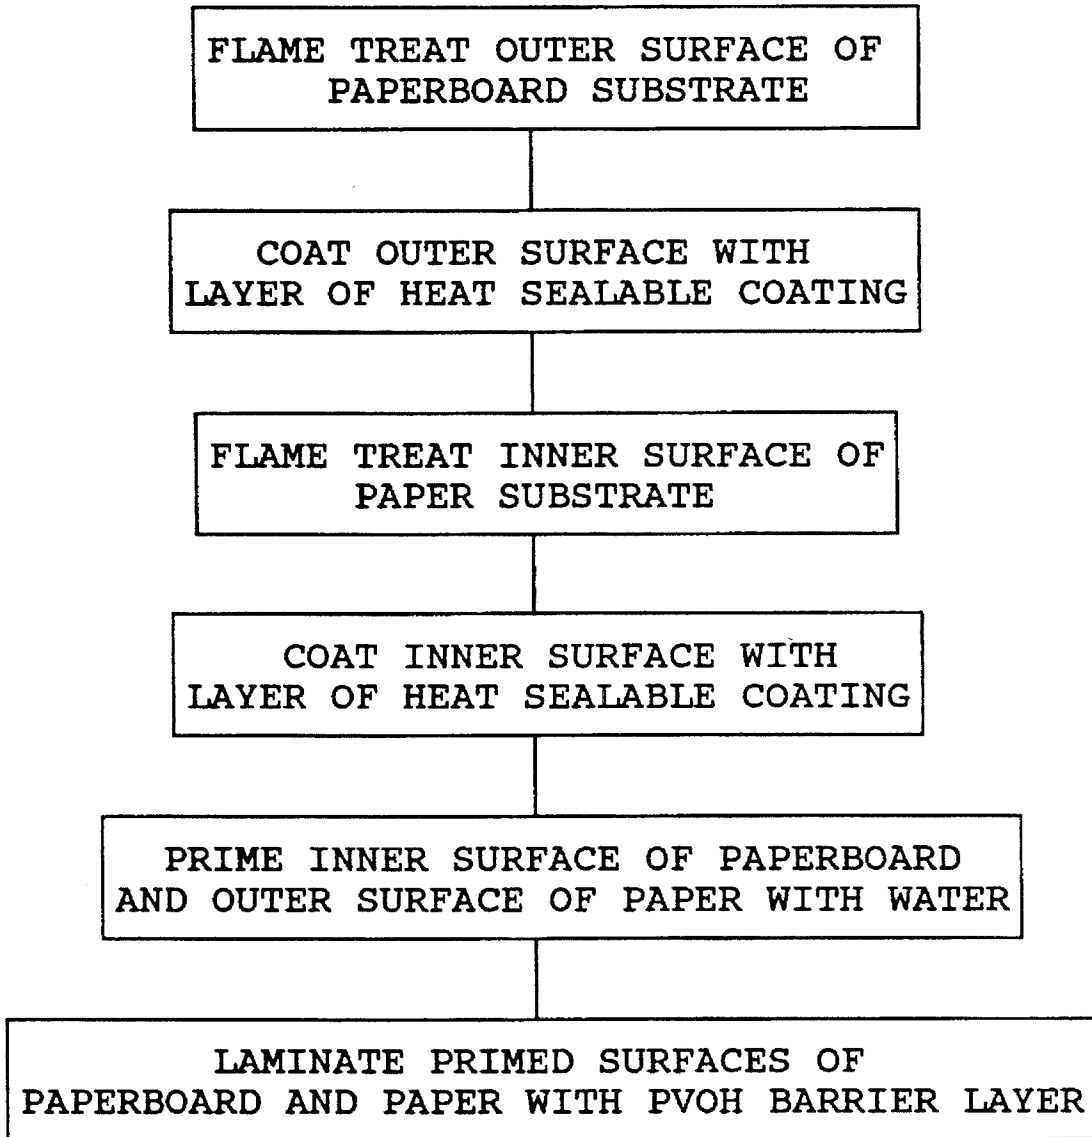 FLAME TREAT OUTER SURFACE OF
PAPERBOARD SUBSTRATE
COAT OUTER SURFACE WITH
LAYER OF HEAT SEALABLE COATING
FLAME TREAT INNER SURFACE OF
PAPER SUBSTRATE
COAT INNER SURFACE WITH
LAYER OF HEAT SEALABLE COATING
PRIME INNER SURFACE OF PAPERBOARD
AND OUTER SURFACE OF PAPER WITH WATER
LAMINATE PRIMED SURFACES OF
PAPERBOARD AND PAPER WITH PVOH BARRIER LAYER